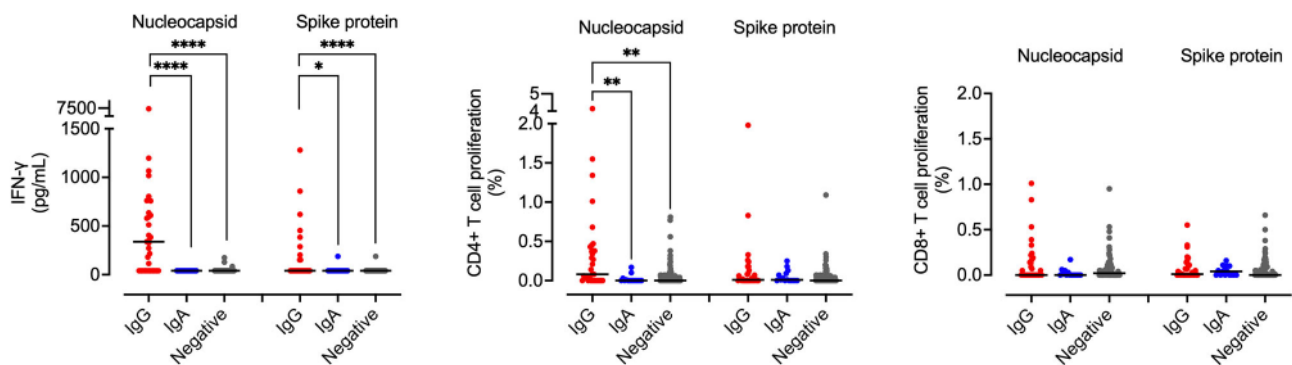 Nucleocapsid Spike protein
**** ****
**** *
7500
1500
1000
500
0
IFN-γ
(pg/mL)
IgG IgA Negative IgG IgA Negative
Nucleocapsid Spike protein
**
**
5
4
2.0
1.5
1.0
0.5
0.0
CD4+ T cell proliferation
(%)
IgG IgA Negative IgG IgA Negative
Nucleocapsid Spike protein
2.0
1.5
1.0
0.5
0.0
CD8+ T cell proliferation
(%)
IgG IgA Negative IgG IgA Negative